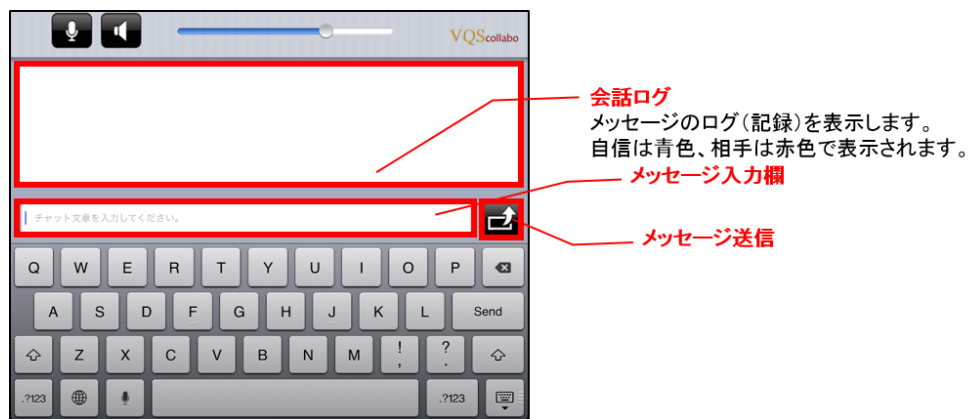 VQScollabo
会話ログ
メッセージのログ（記録）を表示します。
自信は青色、相手は赤色で表示されます。
メッセージ入力欄
チャット文章を入力してください。
メッセージ送信
Q W E R T Y U I O P
A S D F G H J K L Send
Z X C V B N M ! , ? .
.?123 .?123